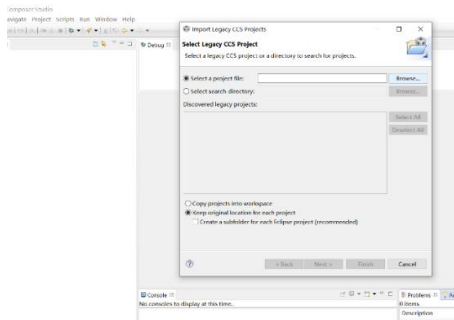 Composer Studio
Navigate Project Scripts Run Window Help
Debug
Import Legacy CCS Projects
Select Legacy CCS Project
Select a legacy CCS project or a directory to search for projects.
Select a project file:
Browse...
Select search-directory:
Browse...
Discovered legacy projects:
Select All
Deselect All
Copy projects into workspace
Keep original location for each project
Create a subfolder for each Eclipse project (recommended)
< Back
Next >
Finish
Cancel
Console
Problems
No consoles to display at this time.
0 items
Description